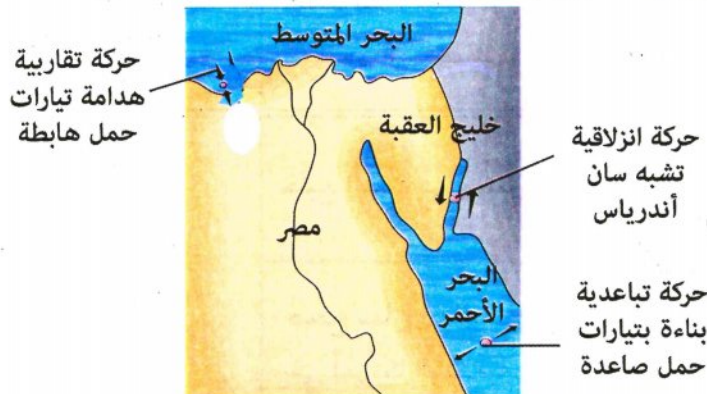 البحر المتوسط
حركة تقاربية
هدامة تيارات
حمل هابطة
خليج العقبة
حركة انزلاقية
تشبه سان
أندرياس
مصر
البحر
الأحمر
حركة تباعدية
بناءة بتيارات
حمل صاعدة